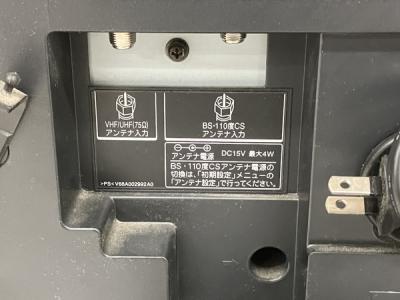 VHF/UHF(75Ω)
アンテナ入力
BS・110度CS
アンテナ入力
アンテナ電源 DC15V 最大4W
BS・110度CSアンテナ電源の
切換は、「初期設定」メニューの
「アンテナ設定」で行ってください。
>PS< V68A002992A0